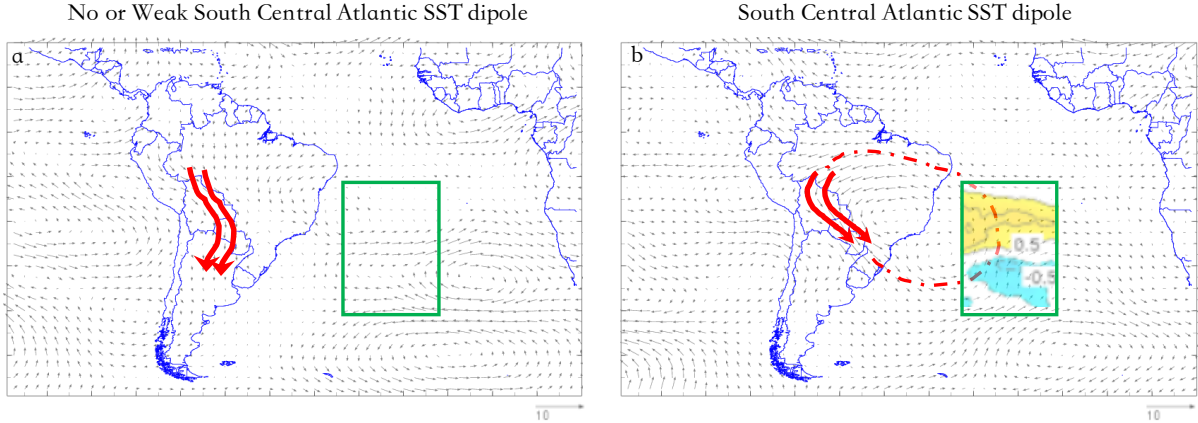 No or Weak South Central Atlantic SST dipole
South Central Atlantic SST dipole
a
b
0.5
-0.5
10
10